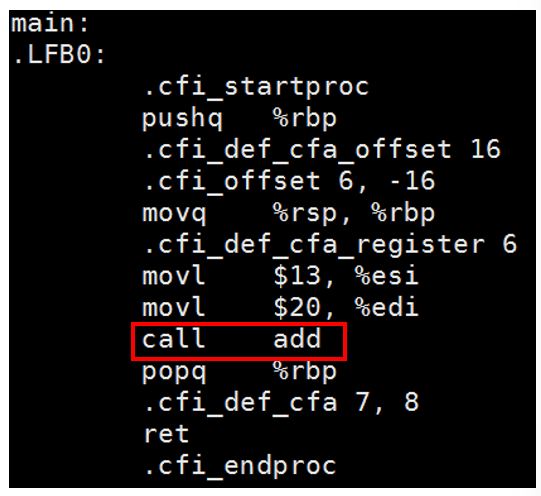 main:
.LFB0:
.cfi_startproc
pushq %rbp
.cfi_def_cfa_offset 16
.cfi_offset 6, -16
movq %rsp, %rbp
.cfi_def_cfa_register 6
movl $13, %esi
movl $20, %edi
call add
popq %rbp
.cfi_def_cfa 7, 8
ret
.cfi_endproc